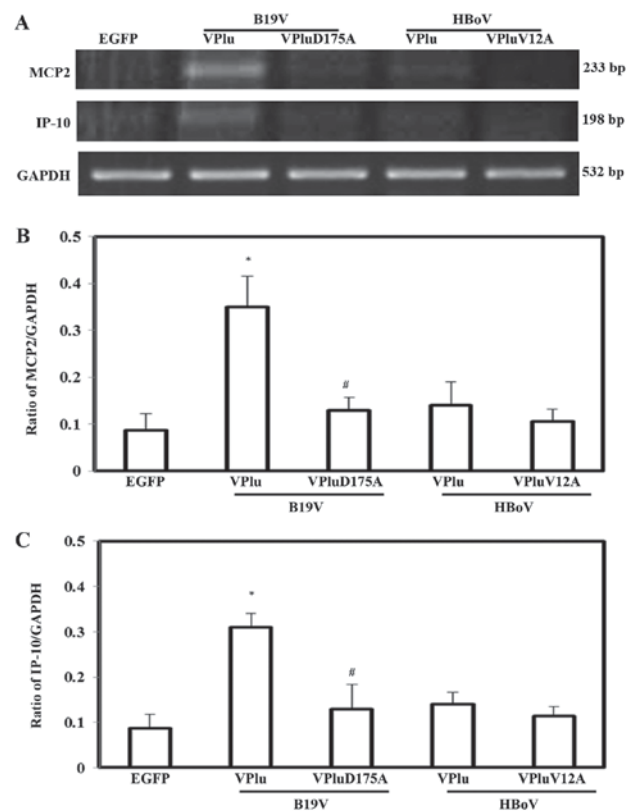 A
B19V
HBoV
EGFP
VPlu
VPluD175A
VPlu
VPluV12A
MCP2
233 bp
IP-10
198 bp
GAPDH
532 bp
B
Ratio of MCP2/GAPDH
0.5
0.4
0.3
0.2
0.1
0
*
#
EGFP
VPlu
VPluD175A
VPlu
VPluV12A
B19V
HBoV
C
Ratio of IP-10/GAPDH
0.5
0.4
0.3
0.2
0.1
0
*
#
EGFP
VPlu
VPluD175A
VPlu
VPluV12A
B19V
HBoV